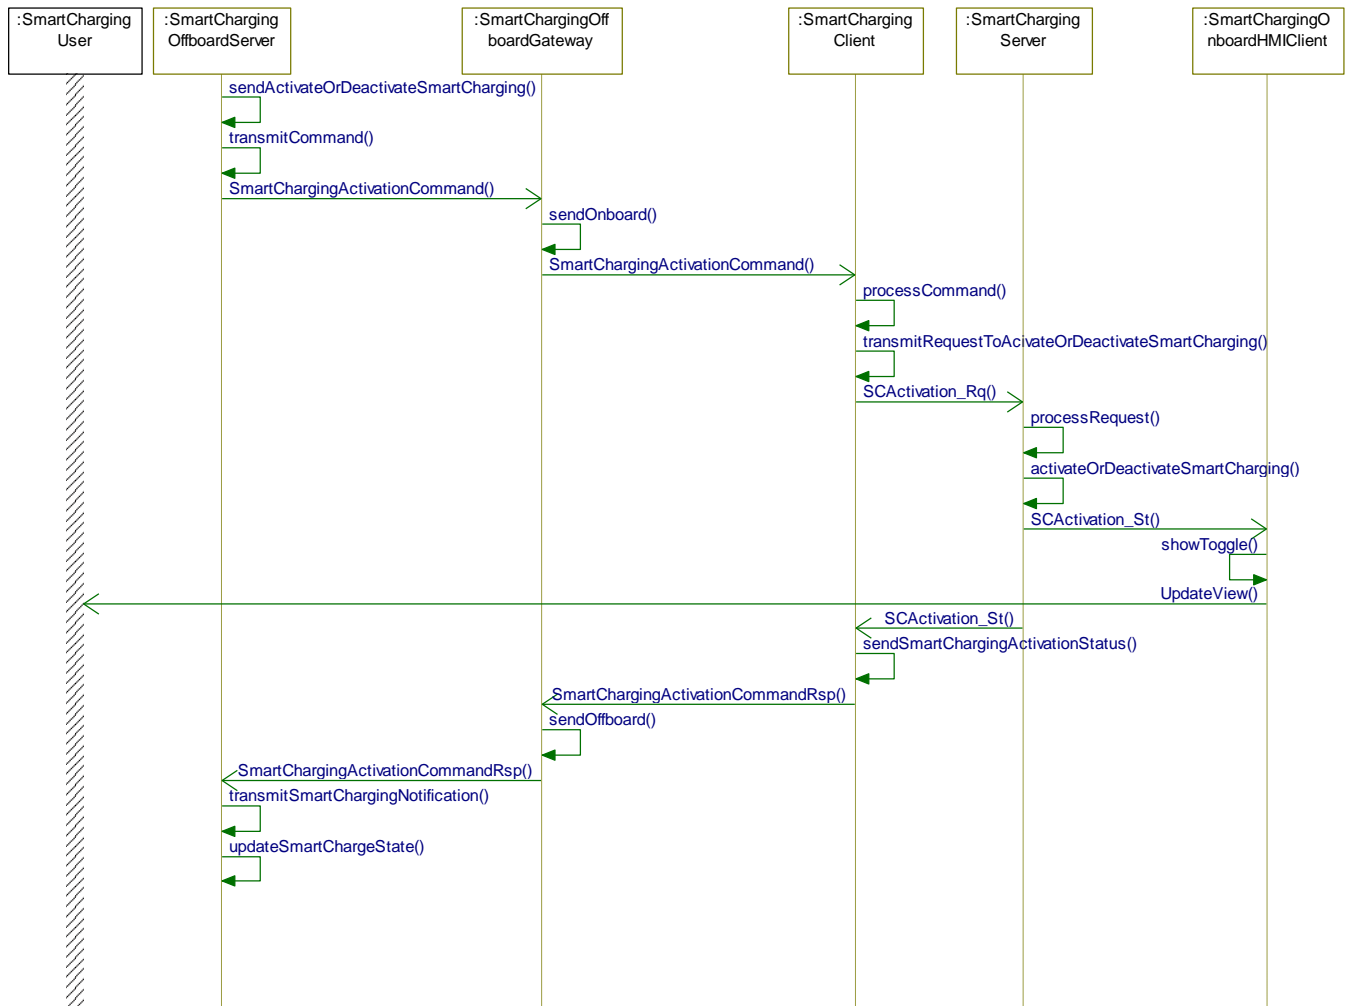 :SmartCharging
User
:SmartCharging
OffboardServer
:SmartChargingOff
boardGateway
:SmartCharging
Client
:SmartCharging
Server
:SmartChargingO
nboardHMIClient
sendActivateOrDeactivateSmartCharging()
transmitCommand()
SmartChargingActivationCommand()
sendOnboard()
SmartChargingActivationCommand()
processCommand()
transmitRequestToAcivateOrDeactivateSmartCharging()
SCActivation_Rq()
processRequest()
activateOrDeactivateSmartCharging()
SCActivation_St()
showToggle()
UpdateView()
SCActivation_St()
sendSmartChargingActivationStatus()
SmartChargingActivationCommandRsp()
sendOffboard()
SmartChargingActivationCommandRsp()
transmitSmartChargingNotification()
updateSmartChargeState()